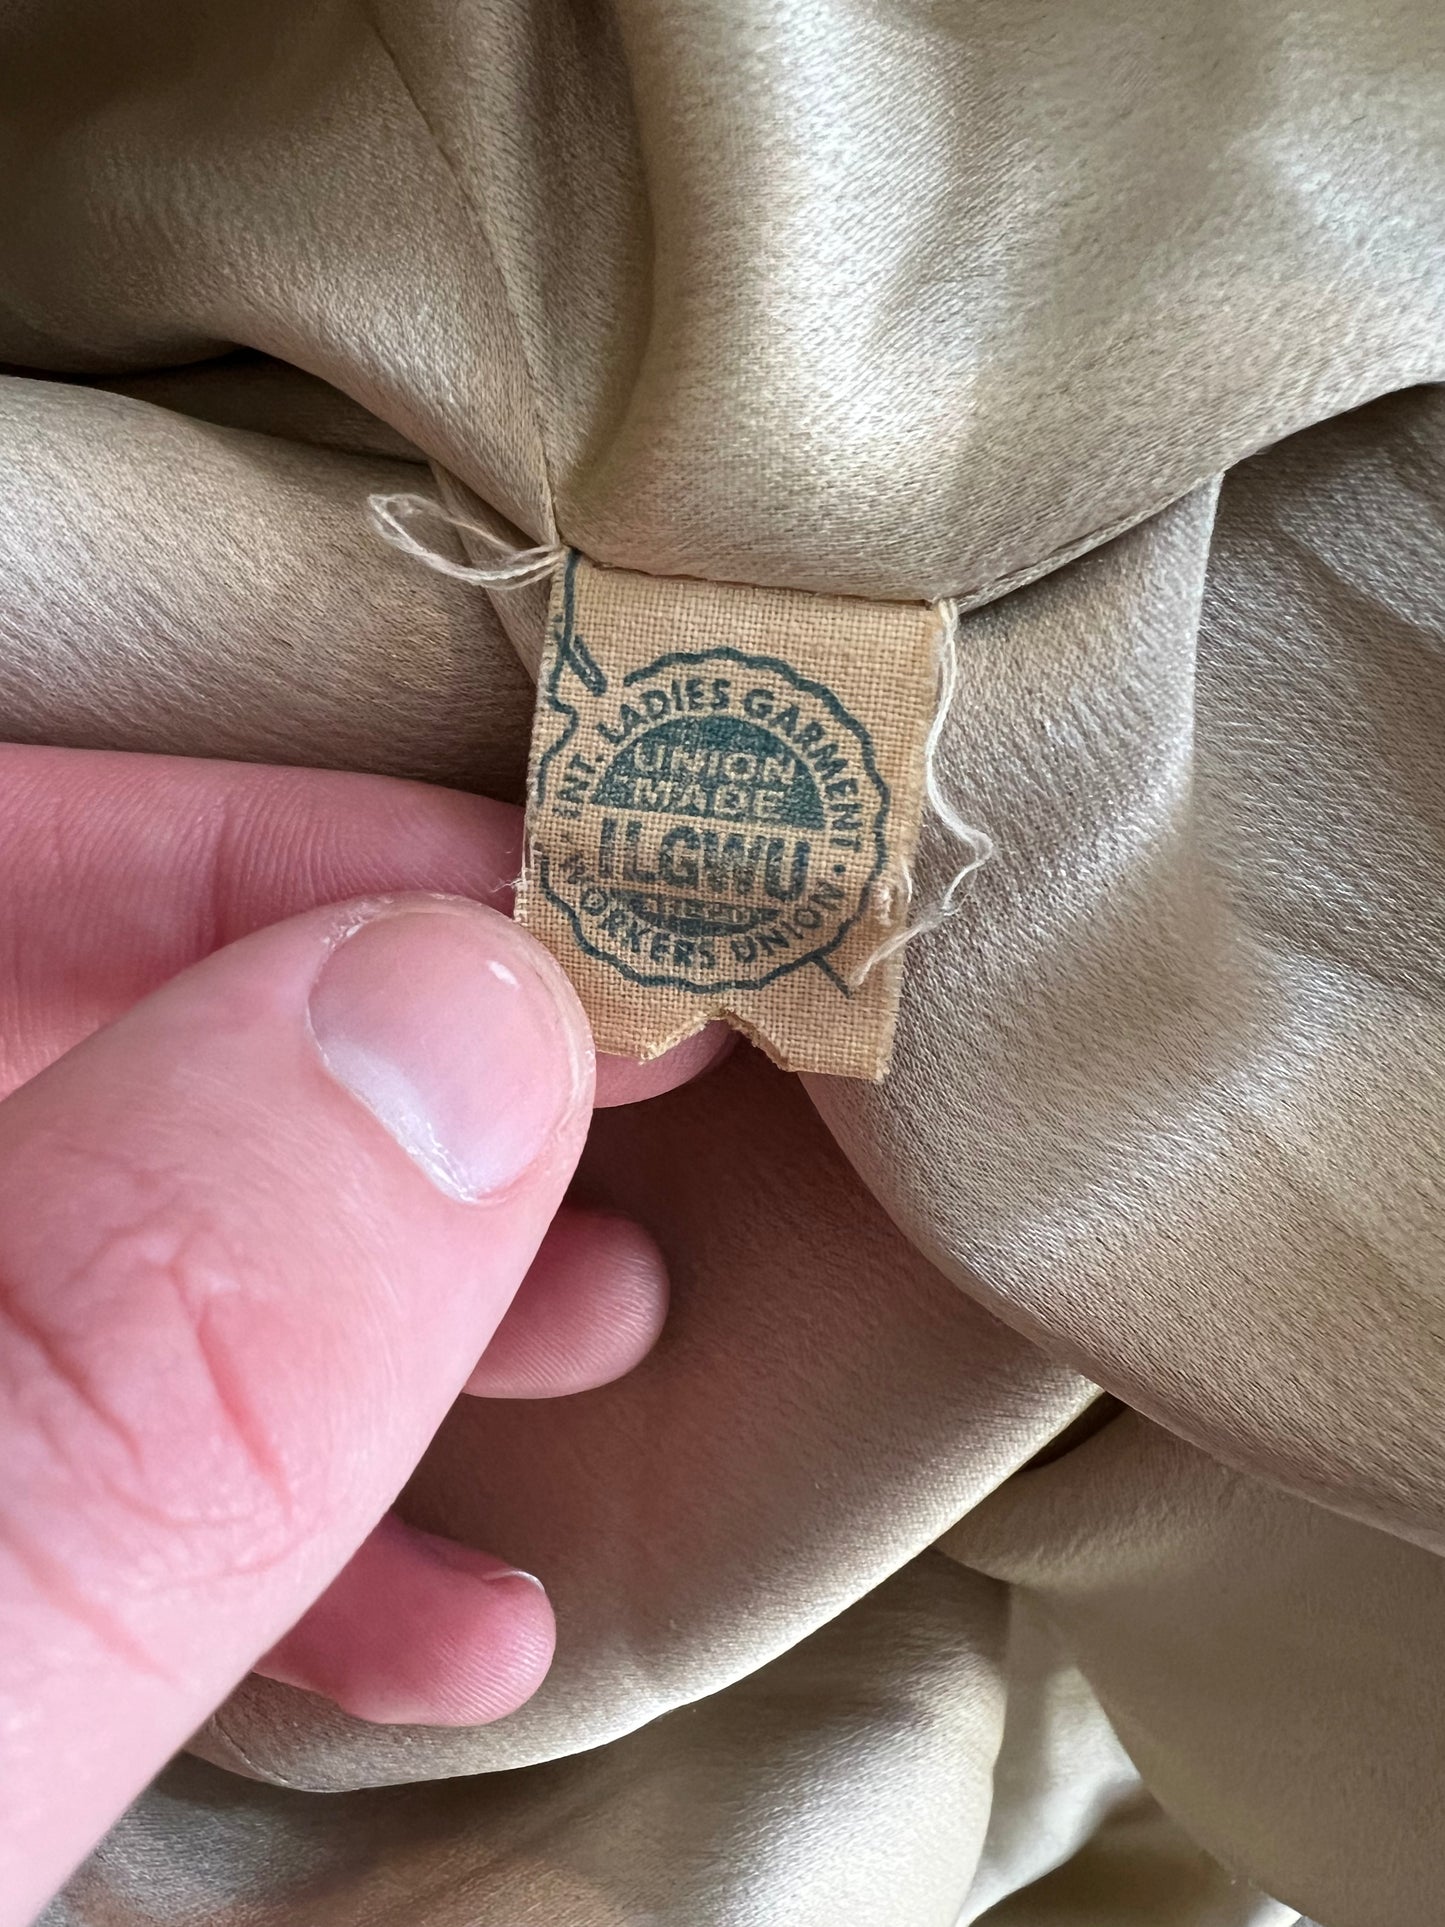 INT. LADIES GARMENT
UNION
MADE
ILGWU
WORKERS UNION